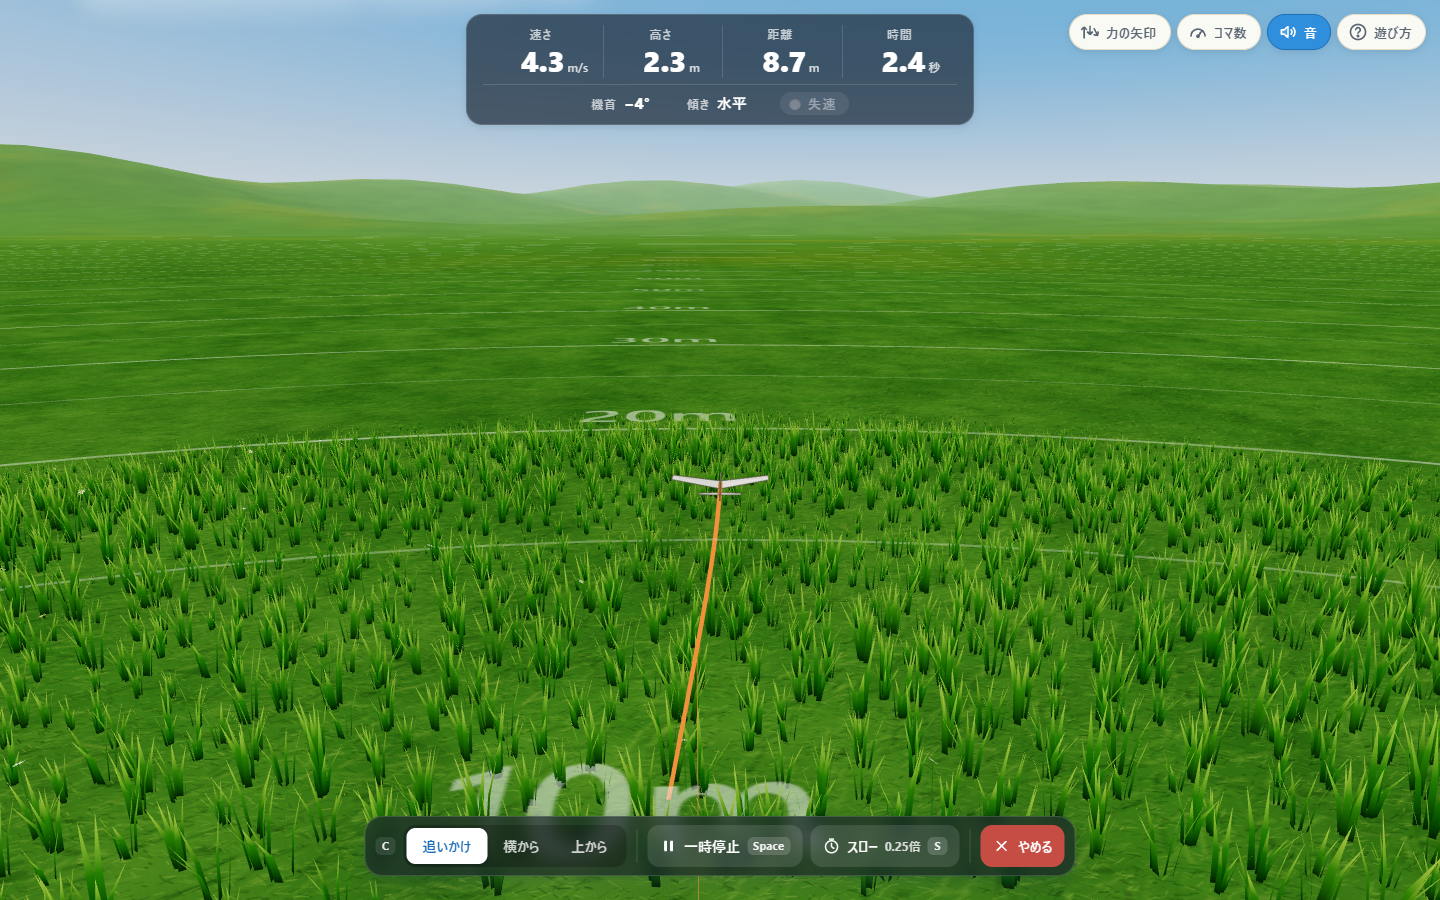 速さ 高さ 距離 時間
4.3 m/s 2.3 m 8.7 m 2.4 秒
機首 −4° 傾き 水平 失速
力の矢印 コマ数 音 遊び方
30m
20m
10m
C 追いかけ 横から 上から 一時停止 Space スロー 0.25倍 S やめる